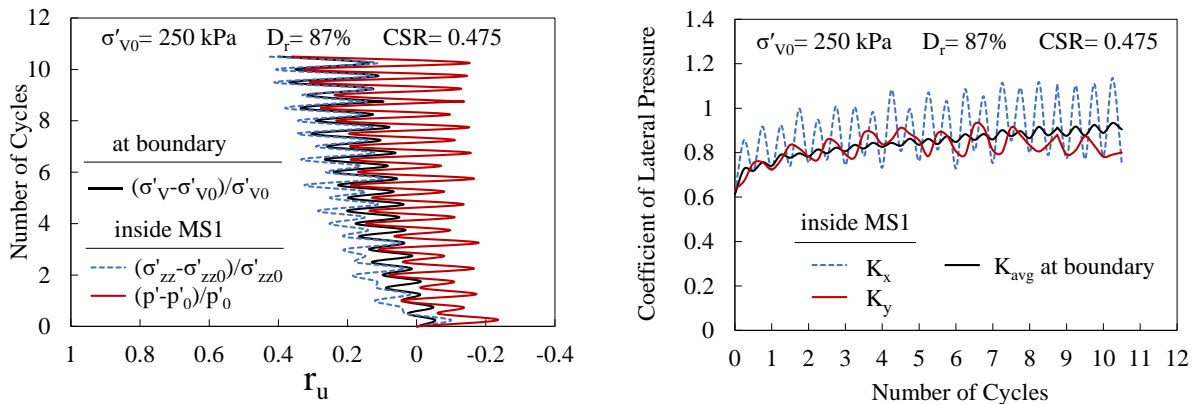 12
10
8
6
4
2
0
Number of Cycles
σ'V0= 250 kPa Dr= 87% CSR= 0.475
at boundary
(σ'V-σ'V0)/σ'V0
inside MS1
(σ'zz-σ'zz0)/σ'zz0
(p'-p'0)/p'0
1 0.8 0.6 0.4 0.2 0 -0.2 -0.4
ru
1.4
1.2
1
0.8
0.6
0.4
0.2
0
Coefficient of Lateral Pressure
σ'V0= 250 kPa Dr= 87% CSR= 0.475
inside MS1
Kx
Ky
Kavg at boundary
0 1 2 3 4 5 6 7 8 9 10 11 12
Number of Cycles